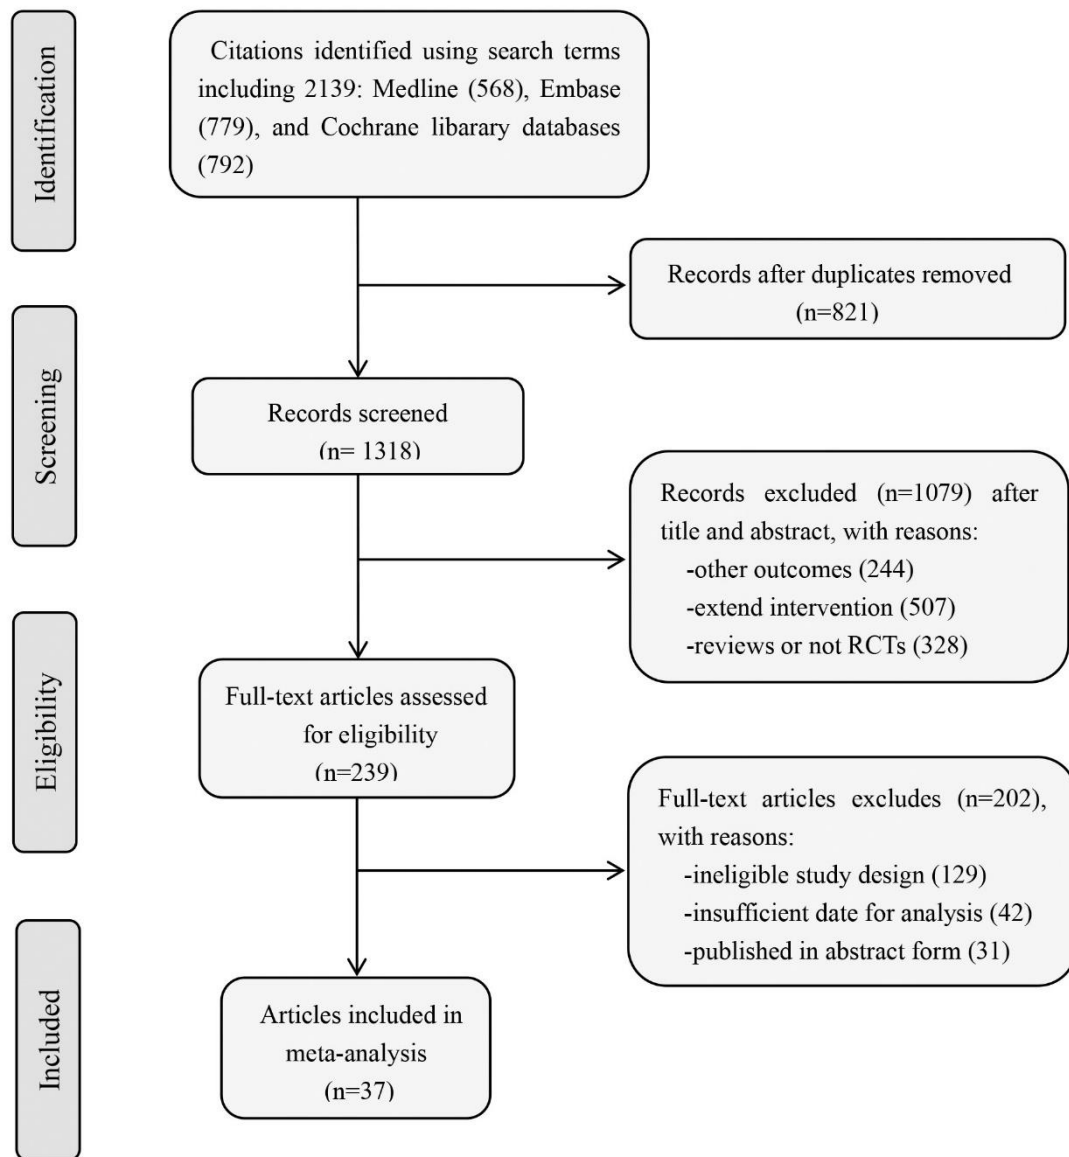 Identification
Citations identified using search terms
including 2139: Medline (568), Embase
(779), and Cochrane libarary databases
(792)
Records after duplicates removed
(n=821)
Screening
Records screened
(n= 1318)
Records excluded (n=1079) after
title and abstract, with reasons:
-other outcomes (244)
-extend intervention (507)
-reviews or not RCTs (328)
Eligibility
Full-text articles assessed
for eligibility
(n=239)
Full-text articles excludes (n=202),
with reasons:
-ineligible study design (129)
-insufficient date for analysis (42)
-published in abstract form (31)
Included
Articles included in
meta-analysis
(n=37)